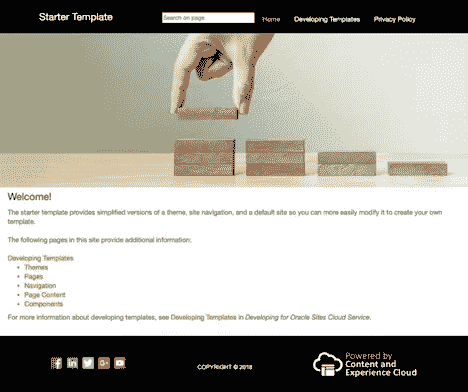 Starter Template
Search on page
Home
Developing Templates
Privacy Policy
Welcome!
The starter template provides simplified versions of a theme, site navigation, and a default site so you can more easily modify it to create your own
template.
The following pages in this site provide additional information:
Developing Templates
Themes
Pages
Navigation
Page Content
Components
For more information about developing templates, see Developing Templates in Developing for Oracle Sites Cloud Service.
COPYRIGHT © 2018
Powered by
Content and
Experience Cloud